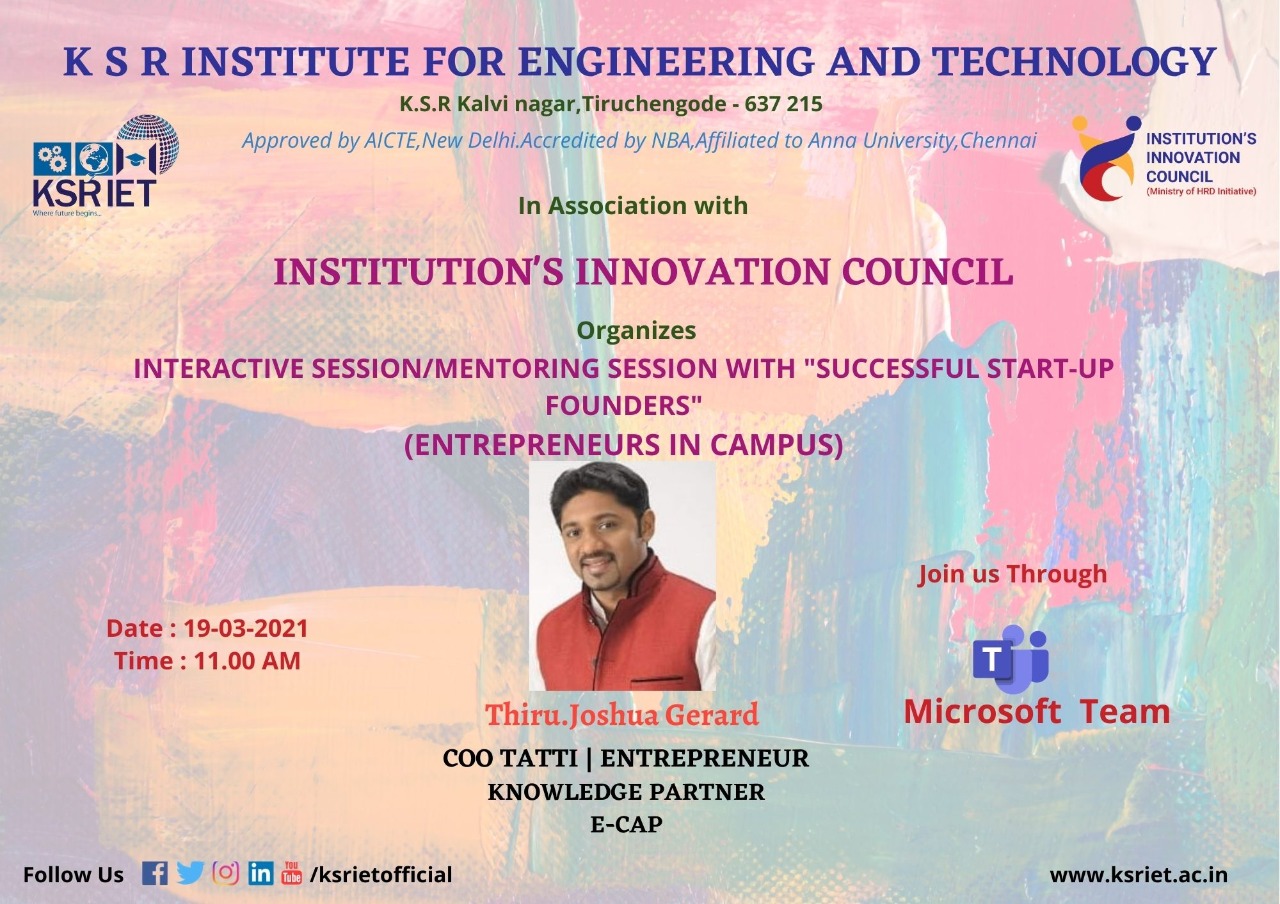 K S R INSTITUTE FOR ENGINEERING AND TECHNOLOGY
K.S.R Kalvi nagar,Tiruchengode - 637 215
Approved by AICTE,New Delhi.Accredited by NBA,Affiliated to Anna University,Chennai
KSRIET
Where future begins...
INSTITUTION'S
INNOVATION
COUNCIL
(Ministry of HRD Initiative)
In Association with
INSTITUTION'S INNOVATION COUNCIL
Organizes
INTERACTIVE SESSION/MENTORING SESSION WITH "SUCCESSFUL START-UP
FOUNDERS"
(ENTREPRENEURS IN CAMPUS)
Date : 19-03-2021
Time : 11.00 AM
Join us Through
T
Microsoft Team
Thiru.Joshua Gerard
COO TATTI | ENTREPRENEUR
KNOWLEDGE PARTNER
E-CAP
Follow Us f in You Tube /ksrietofficial
www.ksriet.ac.in